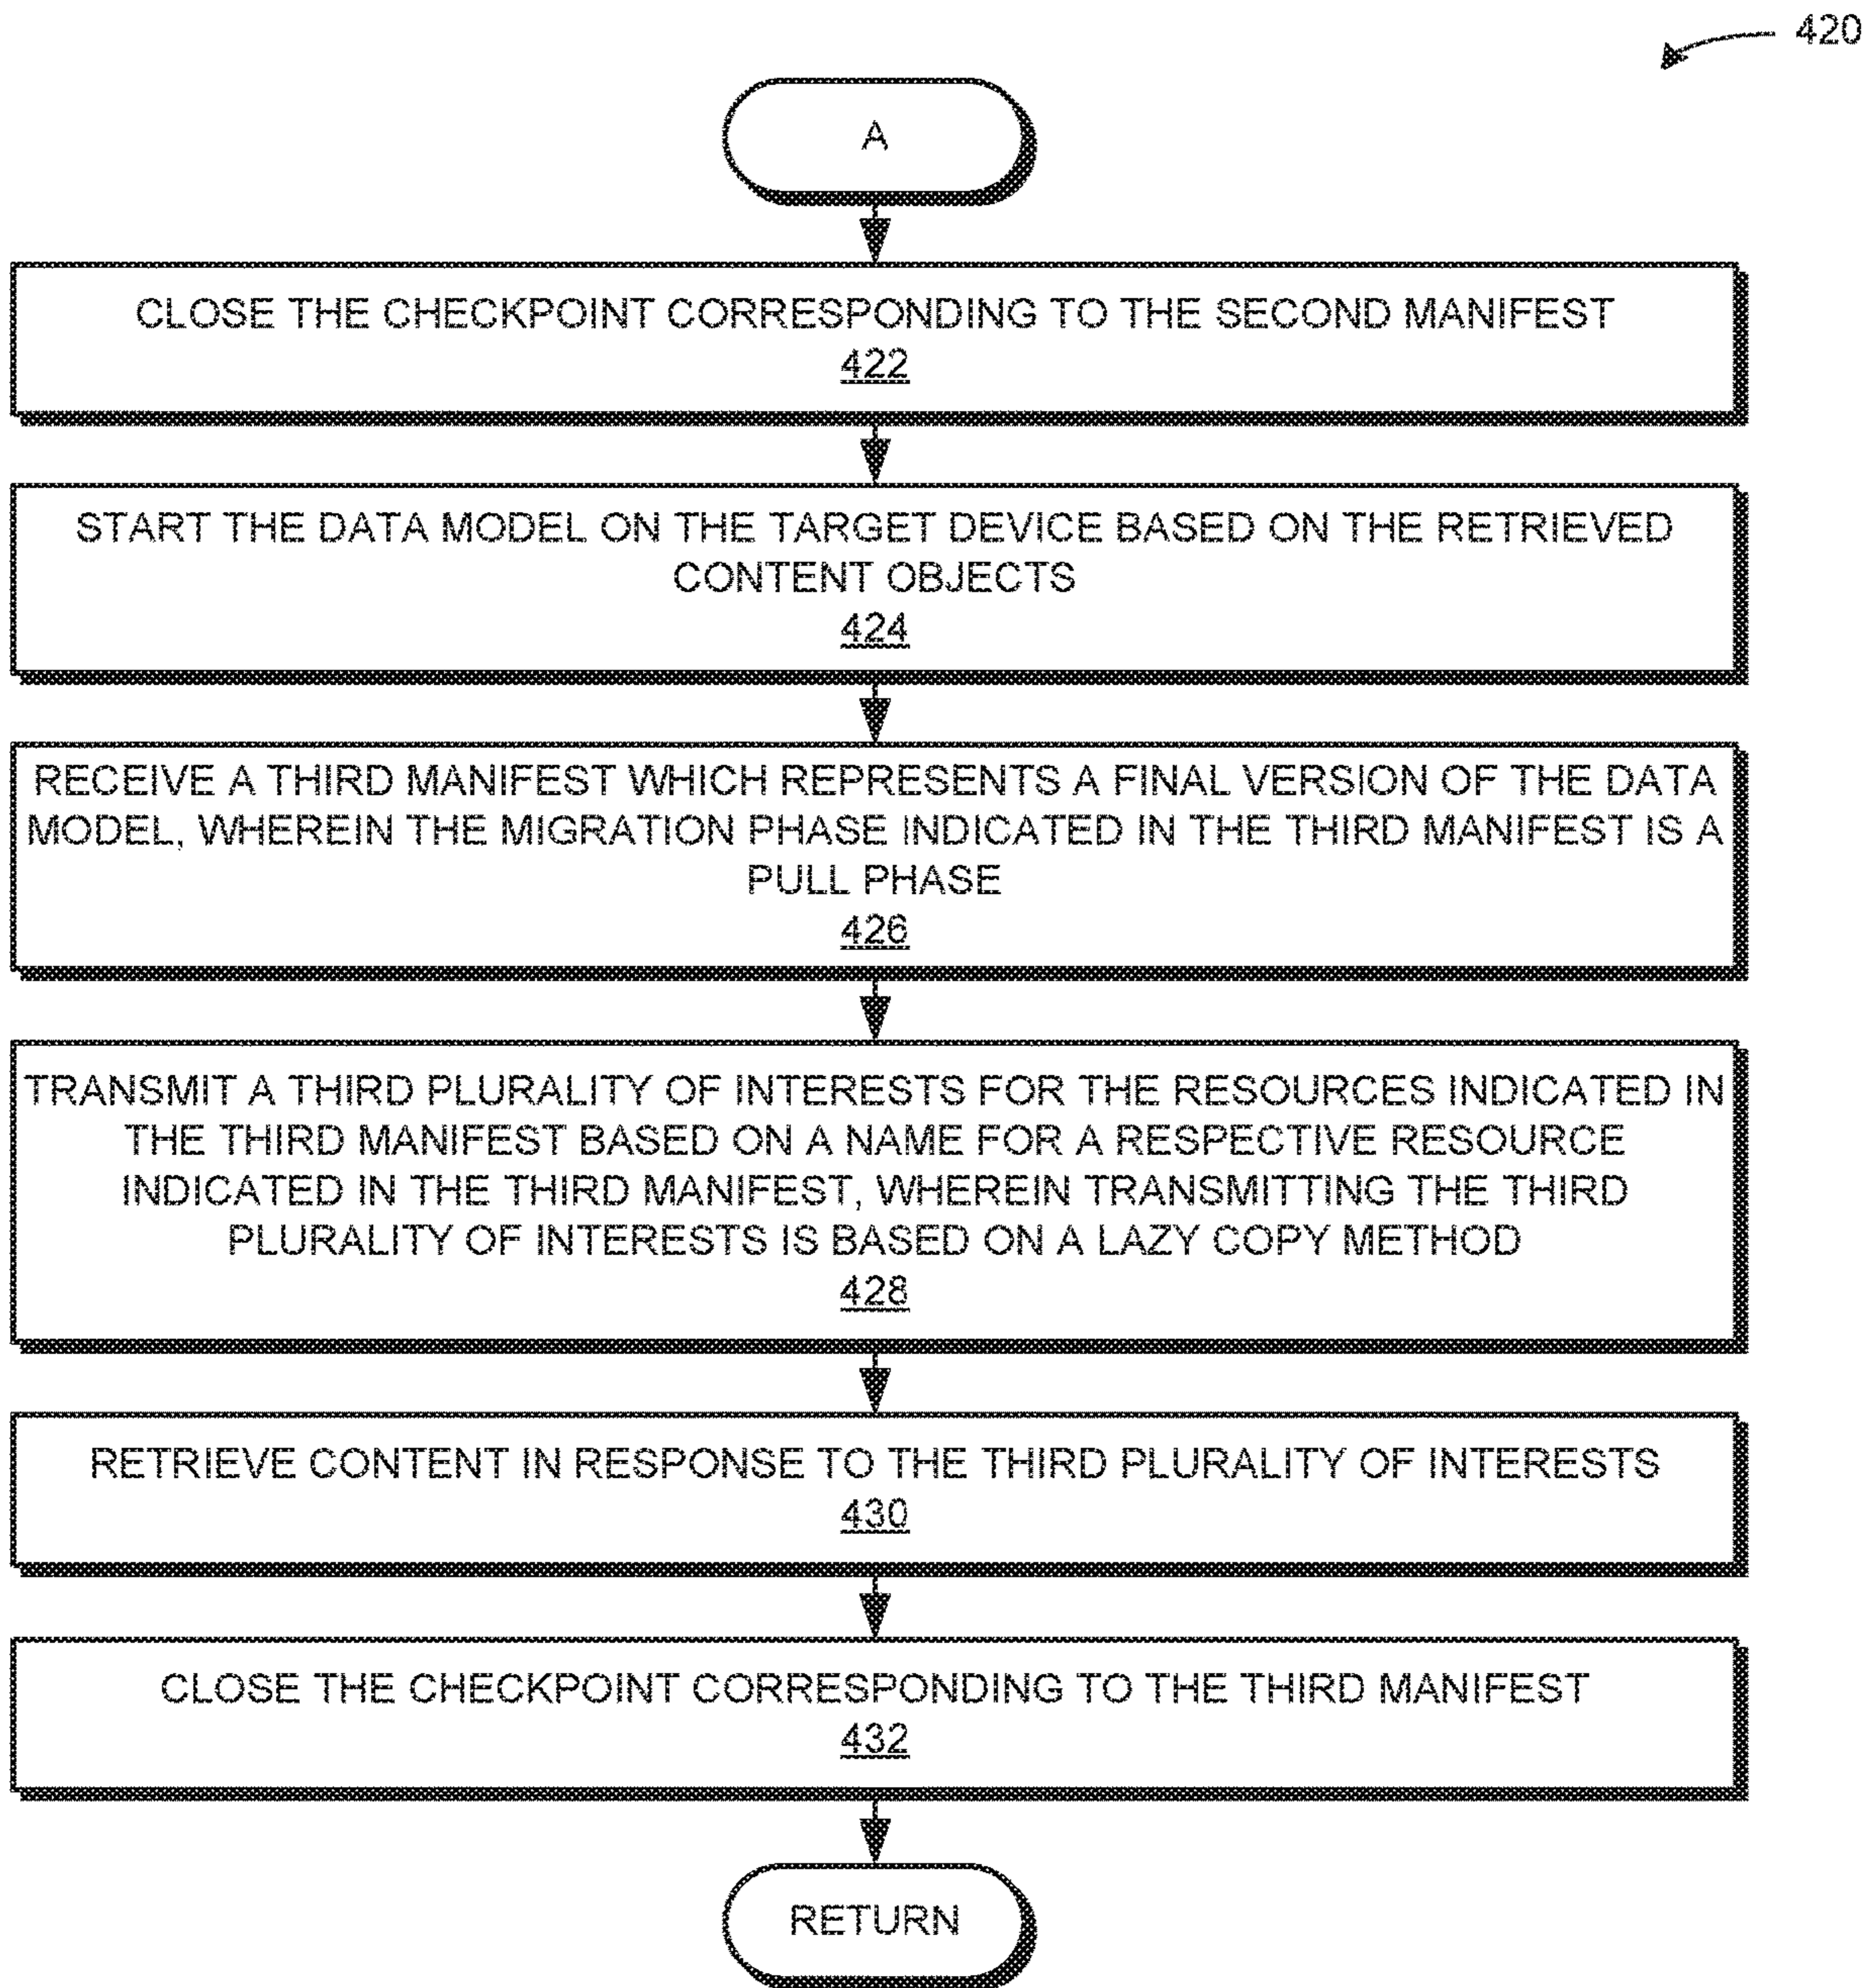 420
A
CLOSE THE CHECKPOINT CORRESPONDING TO THE SECOND MANIFEST
422
START THE DATA MODEL ON THE TARGET DEVICE BASED ON THE RETRIEVED
CONTENT OBJECTS
424
RECEIVE A THIRD MANIFEST WHICH REPRESENTS A FINAL VERSION OF THE DATA
MODEL, WHEREIN THE MIGRATION PHASE INDICATED IN THE THIRD MANIFEST IS A
PULL PHASE
426
TRANSMIT A THIRD PLURALITY OF INTERESTS FOR THE RESOURCES INDICATED IN
THE THIRD MANIFEST BASED ON A NAME FOR A RESPECTIVE RESOURCE
INDICATED IN THE THIRD MANIFEST, WHEREIN TRANSMITTING THE THIRD
PLURALITY OF INTERESTS IS BASED ON A LAZY COPY METHOD
428
RETRIEVE CONTENT IN RESPONSE TO THE THIRD PLURALITY OF INTERESTS
430
CLOSE THE CHECKPOINT CORRESPONDING TO THE THIRD MANIFEST
432
RETURN